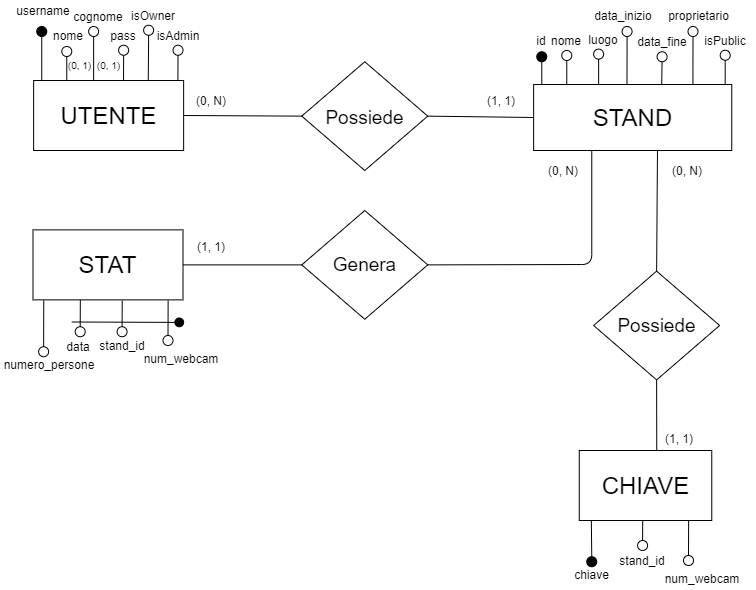 username
cognome
isOwner
nome
pass
isAdmin
(0, 1)
(0, 1)
UTENTE
(0, N)
Possiede
(1, 1)
data_inizio
proprietario
id
nome
luogo
data_fine
isPublic
STAND
(0, N)
(0, N)
STAT
(1, 1)
Genera
data
stand_id
num_webcam
numero_persone
Possiede
(1, 1)
CHIAVE
chiave
stand_id
num_webcam